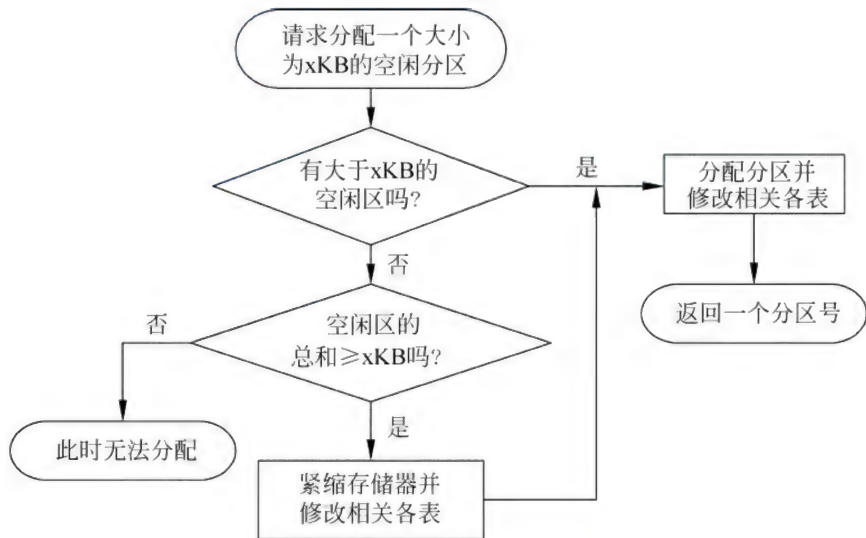 请求分配一个大小
为xKB的空闲分区
有大于xKB的
空闲区吗?
是
分配分区并
修改相关各表
否
返回一个分区号
否
空闲区的
总和≥xKB吗?
是
此时无法分配
紧缩存储器并
修改相关各表